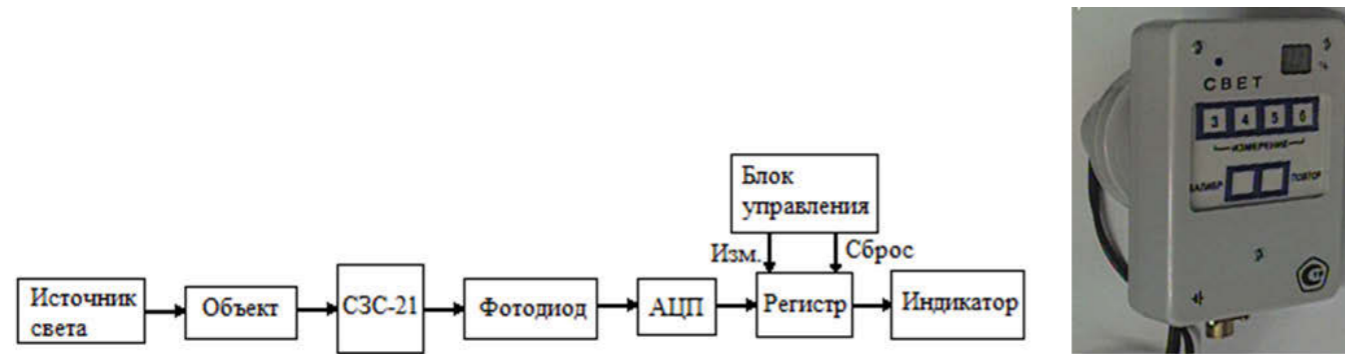 Блок
управления
Изм.
Сброс
Источник
света
Объект
СЗС-21
Фотодиод
АЦП
Регистр
Индикатор
СВЕТ
3 4 5 6
ИЗМЕРЕНИЕ
КАЛИБР ПОВТОР